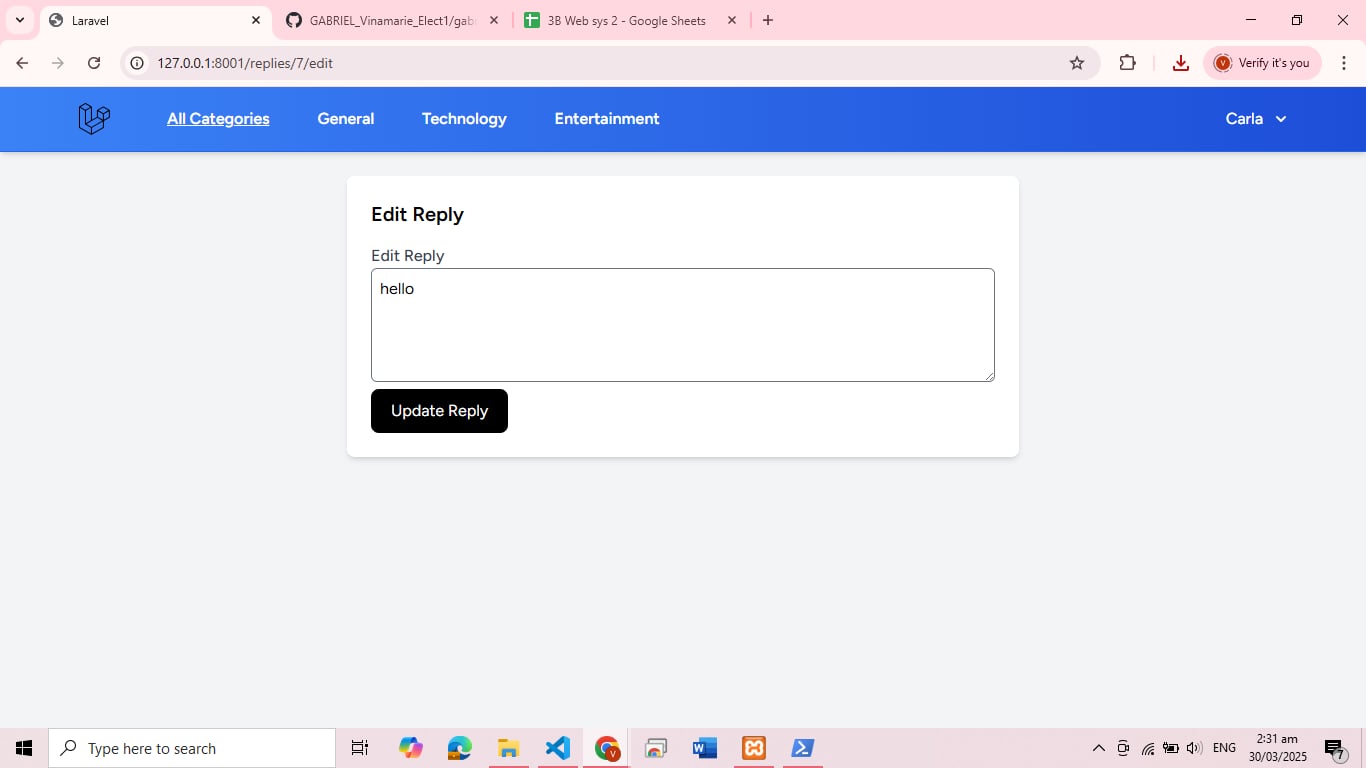 Laravel
GABRIEL_Vinamarie_Elect1/gab
3B Web sys 2 - Google Sheets
127.0.0.1:8001/replies/7/edit
Verify it's you
All Categories
General
Technology
Entertainment
Carla
Edit Reply
Edit Reply
hello
Update Reply
Type here to search
ENG
2:31 am
30/03/2025
7